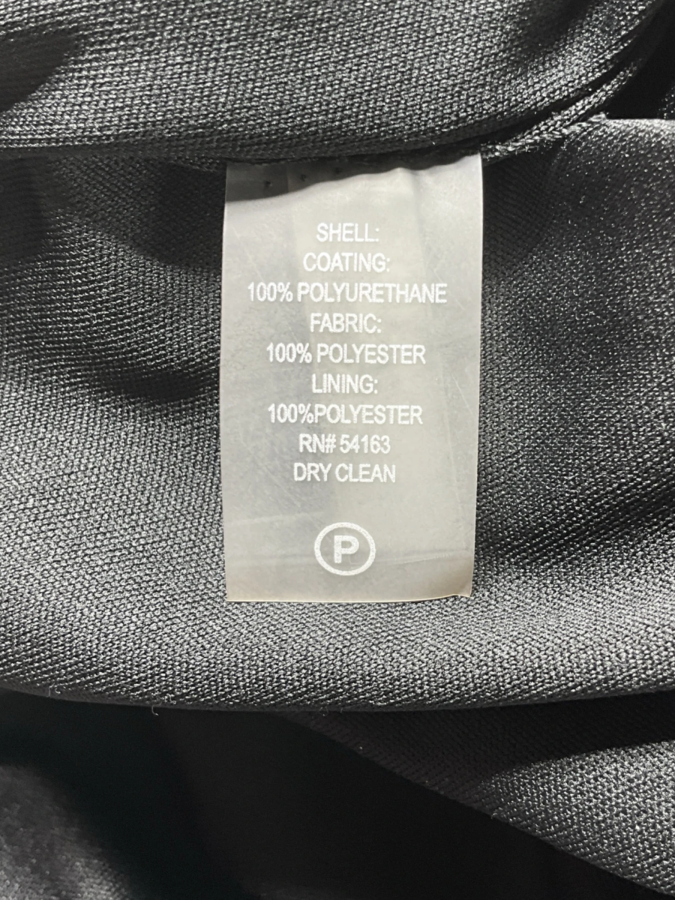 SHELL:
COATING:
100% POLYURETHANE
FABRIC:
100% POLYESTER
LINING:
100%POLYESTER
RN# 54163
DRY CLEAN
P